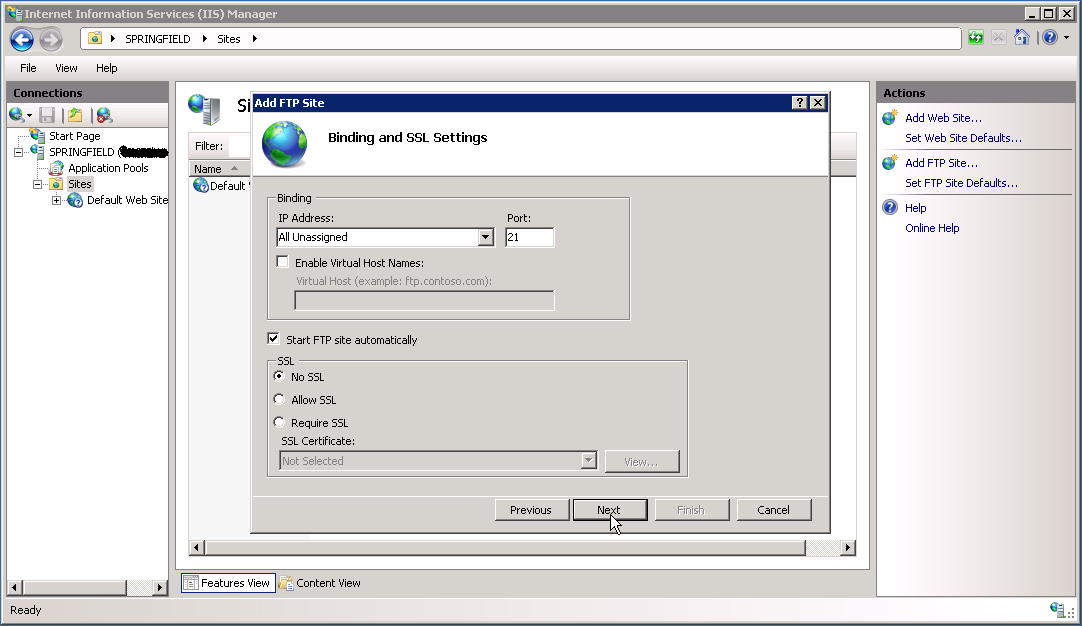 Internet Information Services (IIS) Manager
SPRINGFIELD
Sites
File View Help
Connections
Start Page
SPRINGFIELD (
Application Pools
Sites
Default Web Site
Filter:
Name
Default
Add FTP Site
Binding and SSL Settings
Binding
IP Address:
Port:
All Unassigned
21
Enable Virtual Host Names:
Virtual Host (example: ftp.contoso.com):
Start FTP site automatically
SSL
No SSL
Allow SSL
Require SSL
SSL Certificate:
Not Selected
View...
Previous
Next
Finish
Cancel
Features View
Content View
Actions
Add Web Site...
Set Web Site Defaults...
Add FTP Site...
Set FTP Site Defaults...
Help
Online Help
Ready